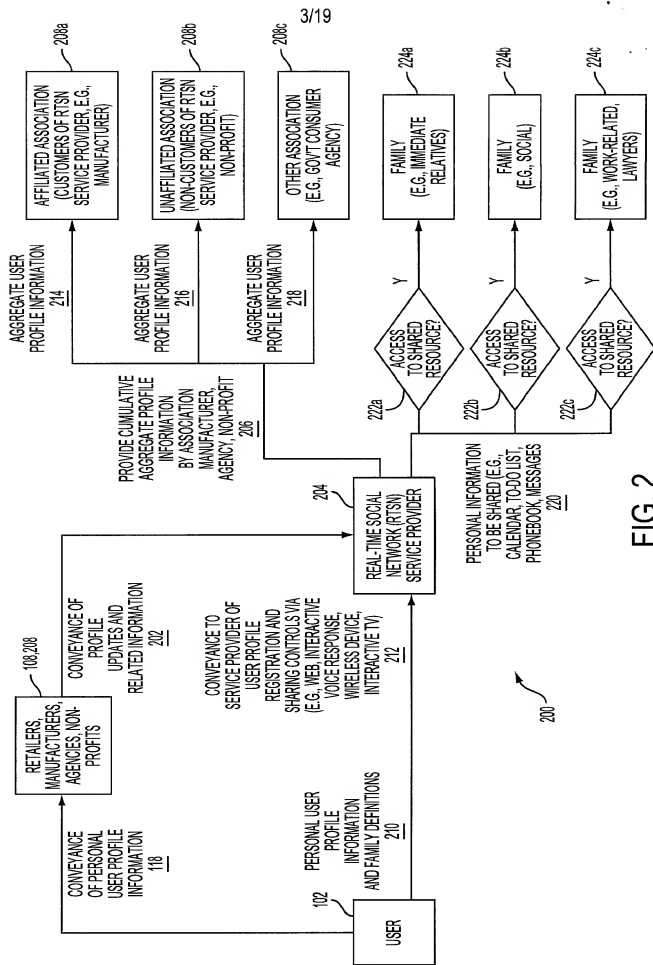 3/19
208a
AFFILIATED ASSOCIATION
(CUSTOMERS OF RTSN
SERVICE PROVIDER, E.G.,
MANUFACTURER)
208b
UNAFFILIATED ASSOCIATION
(NON-CUSTOMERS OF RTSN
SERVICE PROVIDER, E.G.,
NON-PROFIT)
208c
OTHER ASSOCIATION
(E.G., GOV'T CONSUMER
AGENCY)
224a
FAMILY
(E.G., IMMEDIATE
RELATIVES)
224b
FAMILY
(E.G., SOCIAL)
224c
FAMILY
(E.G., WORK-RELATED,
LAWYERS)
AGGREGATE USER
PROFILE INFORMATION
214
AGGREGATE USER
PROFILE INFORMATION
216
AGGREGATE USER
PROFILE INFORMATION
218
Y
ACCESS
TO SHARED
RESOURCE?
222a
Y
ACCESS
TO SHARED
RESOURCE?
222b
Y
ACCESS
TO SHARED
RESOURCE?
222c
PROVIDE CUMULATIVE
AGGREGATE PROFILE
INFORMATION
BY ASSOCIATION
MANUFACTURER,
AGENCY, NON-PROFIT
206
PERSONAL INFORMATION
TO BE SHARED (E.G.,
CALENDAR, TO-DO LIST,
PHONEBOOK, MESSAGES
220
204
REAL-TIME SOCIAL
NETWORK (RTSN)
SERVICE PROVIDER
CONVEYANCE OF
PROFILE
UPDATES AND
RELATED INFORMATION
202
CONVEYANCE TO
SERVICE PROVIDER OF
USER PROFILE
REGISTRATION AND
SHARING CONTROLS VIA
(E.G., WEB, INTERACTIVE
VOICE RESPONSE,
WIRELESS DEVICE,
INTERACTIVE TV)
212
108,208
RETAILERS,
MANUFACTURERS,
AGENCIES, NON-
PROFITS
CONVEYANCE
OF PERSONAL
USER PROFILE
INFORMATION
118
PERSONAL USER
PROFILE
INFORMATION
AND FAMILY DEFINITIONS
210
102
USER
200
FIG. 2